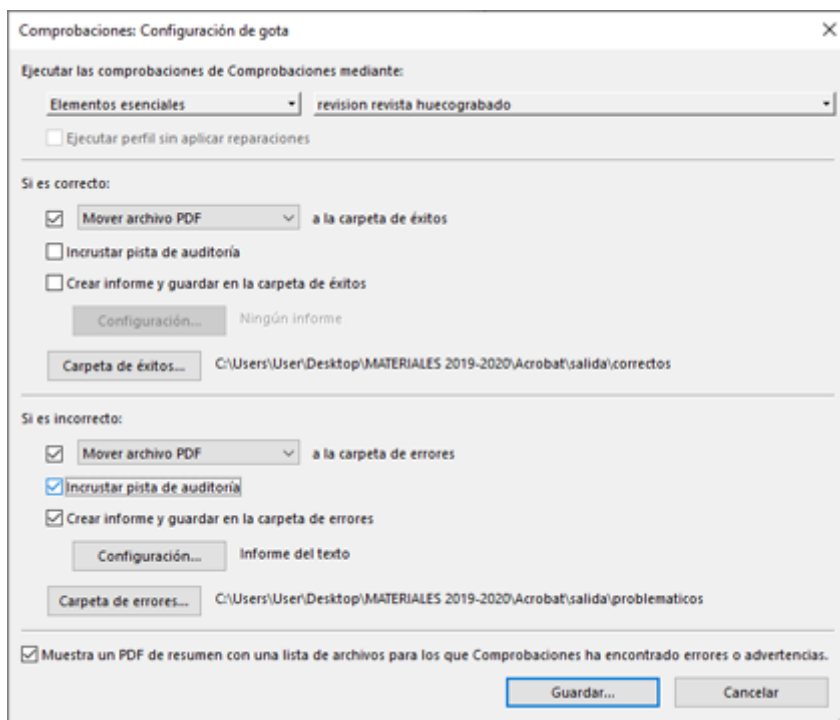 Comprobaciones: Configuración de gota
Ejecutar las comprobaciones de Comprobaciones mediante:
Elementos esenciales revision revista huecograbado
Ejecutar perfil sin aplicar reparaciones
Si es correcto:
Mover archivo PDF a la carpeta de éxitos
Incrustar pista de auditoría
Crear informe y guardar en la carpeta de éxitos
Configuración... Ningún informe
Carpeta de éxitos... C:\Users\User\Desktop\MATERIALES 2019-2020\Acrobat\salida\correctos
Si es incorrecto:
Mover archivo PDF a la carpeta de errores
Incrustar pista de auditoría
Crear informe y guardar en la carpeta de errores
Configuración... Informe del texto
Carpeta de errores... C:\Users\User\Desktop\MATERIALES 2019-2020\Acrobat\salida\problematicos
Muestra un PDF de resumen con una lista de archivos para los que Comprobaciones ha encontrado errores o advertencias.
Guardar... Cancelar